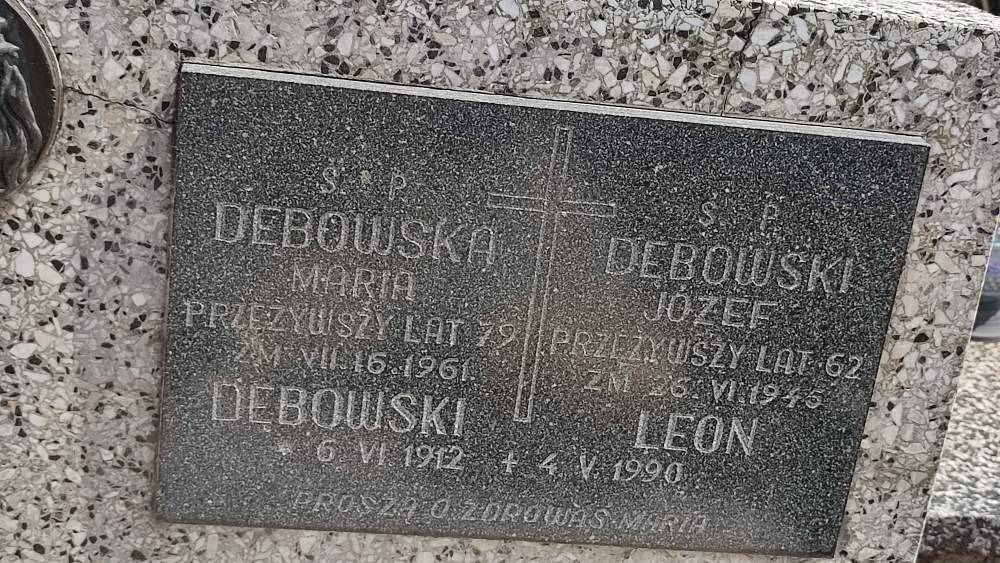 Ś. P.
DĘBOWSKA
MARIA
PRZEŻYWSZY LAT 79
ZM. VII.16.1961.
Ś. P.
DĘBOWSKI
JÓZEF
PRZEŻYWSZY LAT 62
ZM. 26. VI.1945
DĘBOWSKI LEON
* 6. VI 1912 + 4. V. 1990
PROSZĄ O ZDROWAŚ MARIA